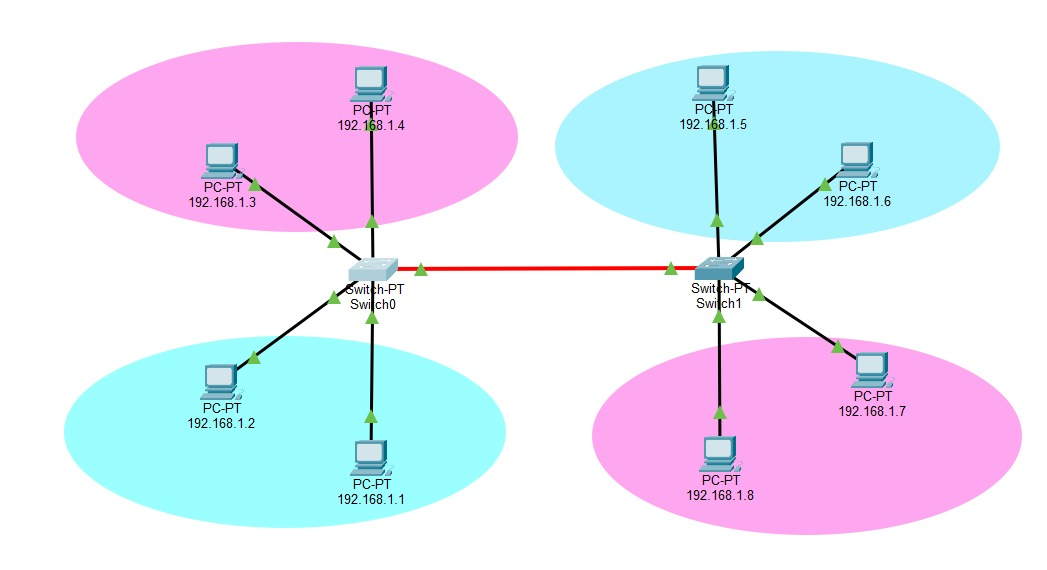 PC-PT
192.168.1.4
PC-PT
192.168.1.5
PC-PT
192.168.1.3
PC-PT
192.168.1.6
Switch-PT
Switch0
Switch-PT
Switch1
PC-PT
192.168.1.2
PC-PT
192.168.1.7
PC-PT
192.168.1.1
PC-PT
192.168.1.8